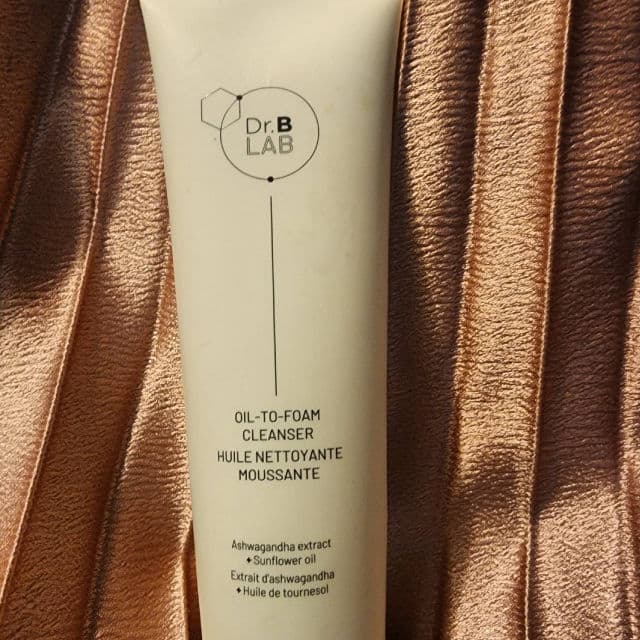 Dr.B
LAB
OIL-TO-FOAM
CLEANSER
HUILE NETTOYANTE
MOUSSANTE
Ashwagandha extract
+Sunflower oil
Extrait d'ashwagandha
+Huile de tournesol